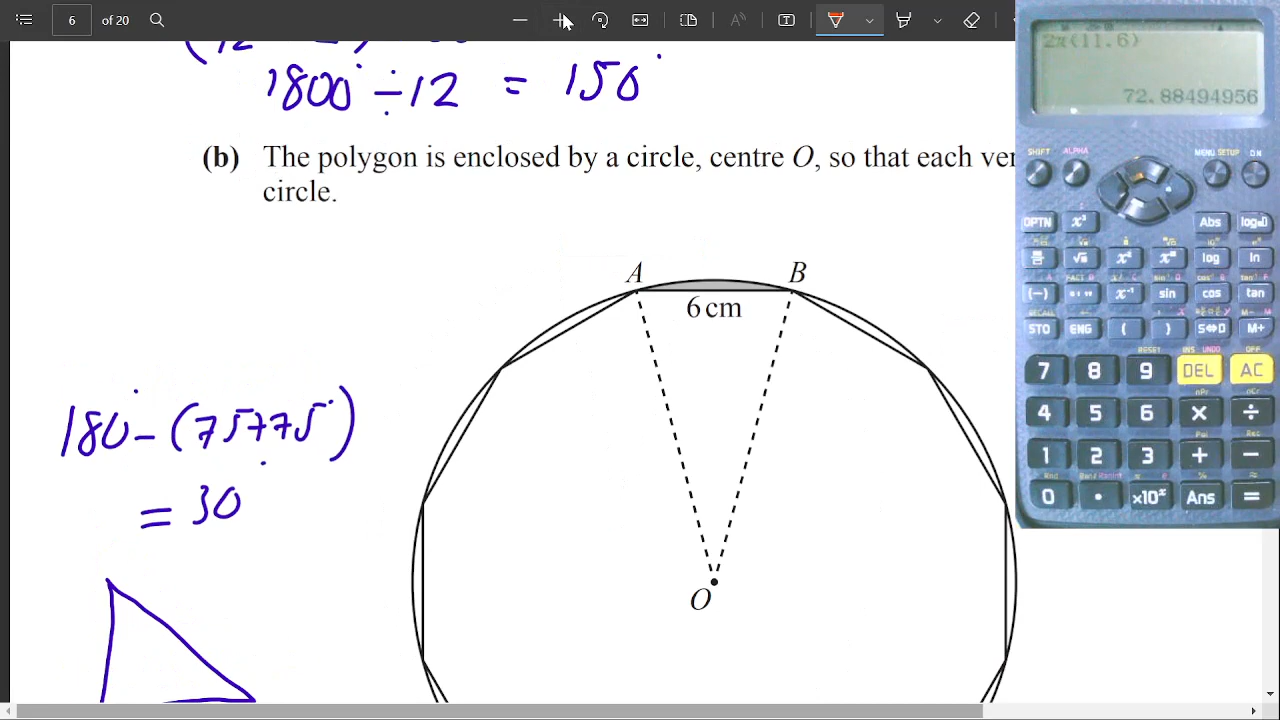 6 of 20
2π(11.6)
72.88494956
1800° ÷ 12 = 150°
(b) The polygon is enclosed by a circle, centre O, so that each ver
circle.
A B
6 cm
180° – (75+75°)
= 30
O
SHIFT ALPHA MENU SETUP ON
OPTN Abs
log ln
(−) sin cos tan
STO ENG ( ) S⇔D M+
7 8 9 DEL AC
4 5 6 × ÷
1 2 3 + −
0 • ×10ˣ Ans =